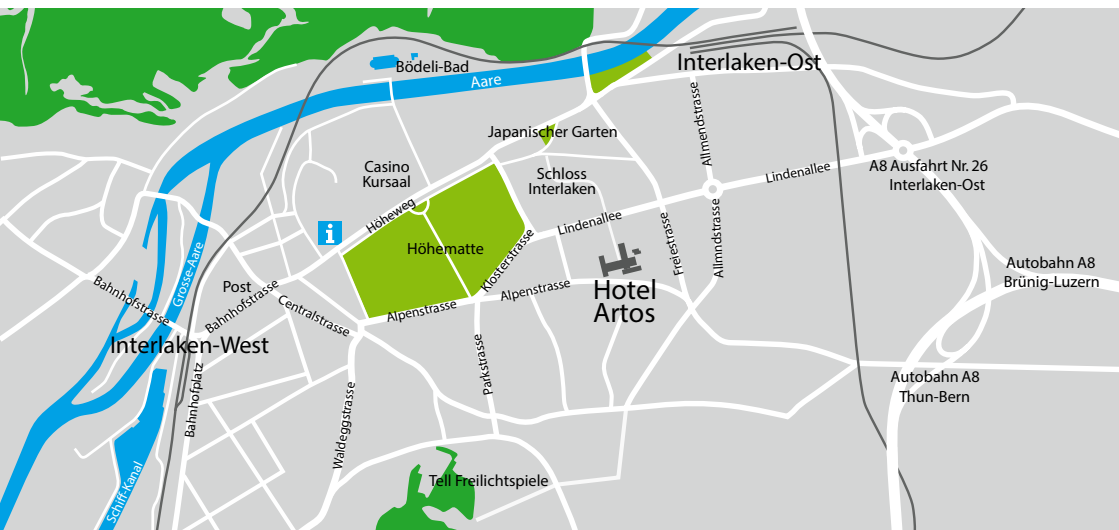 Interlaken-Ost
Bödeli-Bad
Aare
Allmendstrasse
Japanischer Garten
A8 Ausfahrt Nr. 26
Interlaken-Ost
Casino
Kursaal
Schloss
Interlaken
Lindenallee
Höheweg
Lindenallee
Freiestrasse
Allmndstrasse
i
Höhematte
Klosterstrasse
Grosse-Aare
Autobahn A8
Brünig-Luzern
Bahnhofstrasse
Post
Bahnhofstrasse
Centralstrasse
Alpenstrasse
Alpenstrasse
Hotel
Artos
Interlaken-West
Bahnhofplatz
Parkstrasse
Autobahn A8
Thun-Bern
Waldeggstrasse
Schiff-Kanal
Tell Freilichtspiele